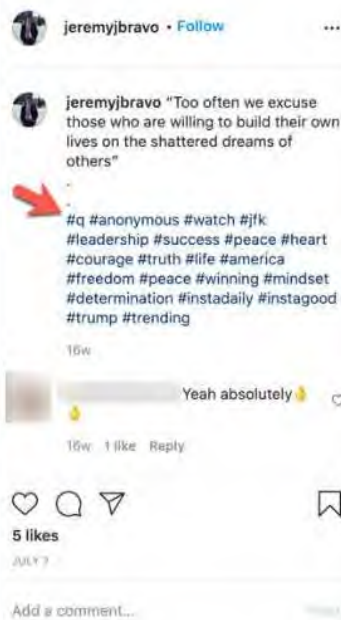 jeremyjbravo • Follow
...
jeremyjbravo “Too often we excuse
those who are willing to build their own
lives on the shattered dreams of
others”
.
.
#q #anonymous #watch #jfk
#leadership #success #peace #heart
#courage #truth #life #america
#freedom #peace #winning #mindset
#determination #instadaily #instagood
#trump #trending
16w
Yeah absolutely👌
👌
16w 1 like Reply
5 likes
JULY 7
Add a comment...